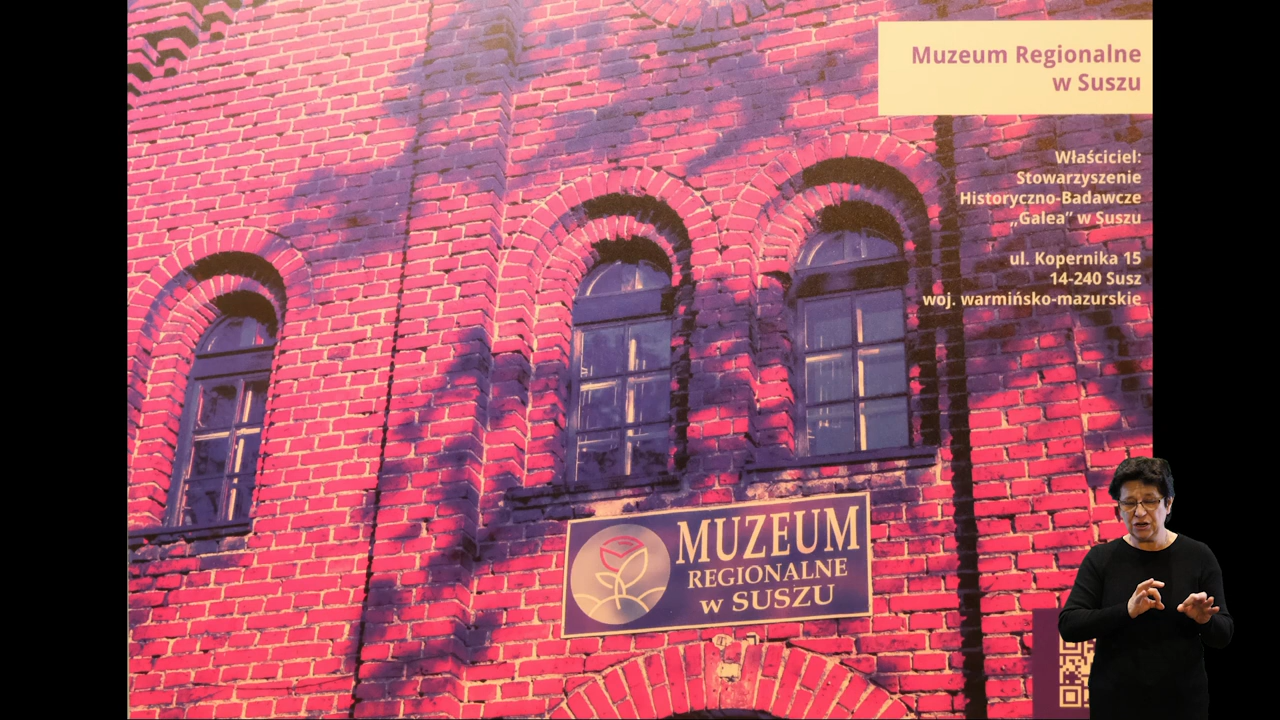 Muzeum Regionalne
w Suszu
Właściciel:
Stowarzyszenie
Historyczno-Badawcze
„Galea” w Suszu
ul. Kopernika 15
14-240 Susz
woj. warmińsko-mazurskie
MUZEUM
REGIONALNE
w SUSZU